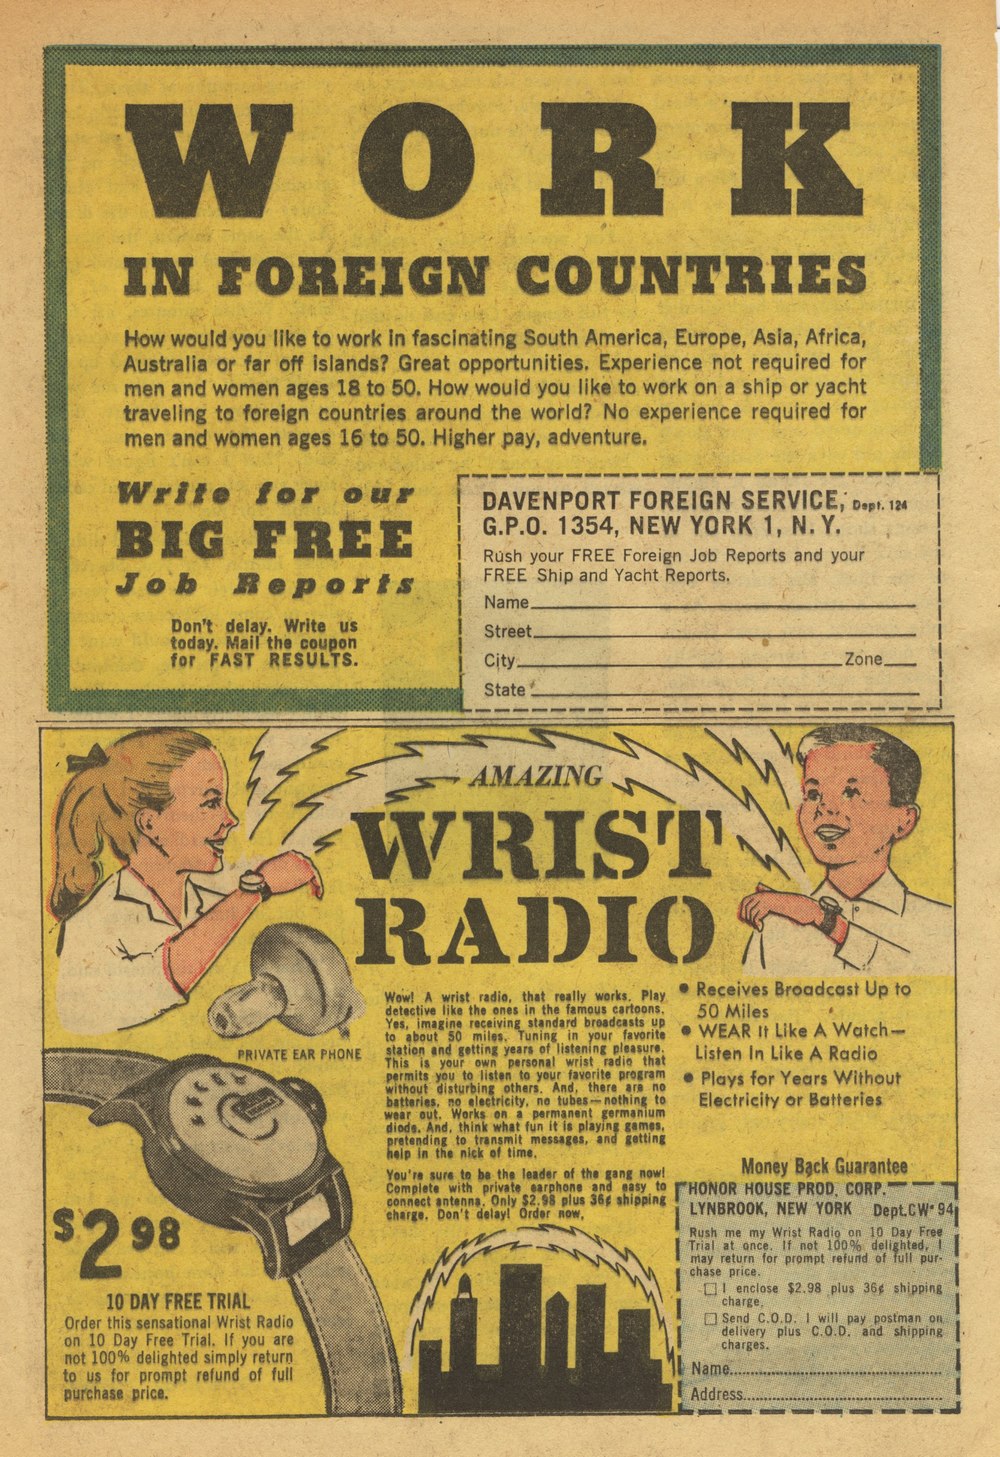 WORK
IN FOREIGN COUNTRIES
How would you like to work in fascinating South America, Europe, Asia, Africa,
Australia or far off islands? Great opportunities. Experience not required for
men and women ages 18 to 50. How would you like to work on a ship or yacht
traveling to foreign countries around the world? No experience required for
men and women ages 16 to 50. Higher pay, adventure.
Write for our
BIG FREE
Job Reports
Don't delay. Write us
today. Mail the coupon
for FAST RESULTS.
DAVENPORT FOREIGN SERVICE, Dept. 124
G.P.O. 1354, NEW YORK 1, N.Y.
Rush your FREE Foreign Job Reports and your
FREE Ship and Yacht Reports.
Name
Street
City Zone
State
AMAZING
WRIST
RADIO
PRIVATE EAR PHONE
Wow! A wrist radio, that really works. Play
detective like the ones in the famous cartoons.
Yes, imagine receiving standard broadcasts up
to about 50 miles. Tuning in your favorite
station and getting years of listening pleasure.
This is your own personal wrist radio that
permits you to listen to your favorite program
without disturbing others. And, there are no
batteries, no electricity, no tubes—nothing to
wear out. Works on a permanent germanium
diode. And, think what fun it is playing games,
pretending to transmit messages, and getting
help in the nick of time.
You're sure to be the leader of the gang now!
Complete with private earphone and easy to
connect antenna. Only $2.98 plus 36¢ shipping
charge. Don't delay! Order now.
• Receives Broadcast Up to
50 Miles
• WEAR It Like A Watch—
Listen In Like A Radio
• Plays for Years Without
Electricity or Batteries
$2.98
10 DAY FREE TRIAL
Order this sensational Wrist Radio
on 10 Day Free Trial. If you are
not 100% delighted simply return
to us for prompt refund of full
purchase price.
Money Back Guarantee
HONOR HOUSE PROD. CORP.
LYNBROOK, NEW YORK Dept.CW-94
Rush me my Wrist Radio on 10 Day Free
Trial at once. If not 100% delighted, I
may return for prompt refund of full pur-
chase price.
☐ I enclose $2.98 plus 36¢ shipping
charge.
☐ Send C.O.D. I will pay postman on
delivery plus C.O.D. and shipping
charges.
Name
Address